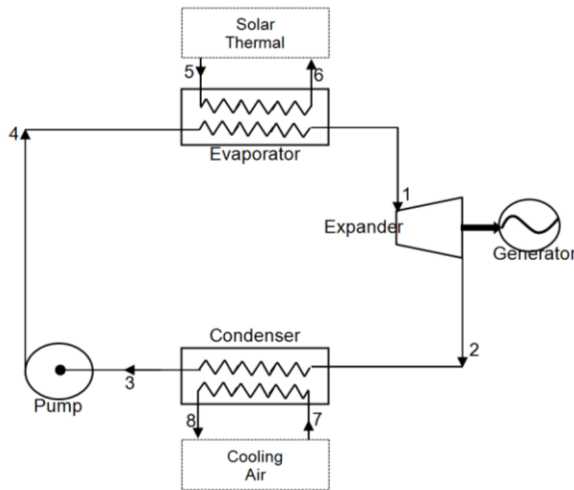 Solar
Thermal
5
6
4
Evaporator
1
Expander
Generator
Condenser
2
3
Pump
8
7
Cooling
Air